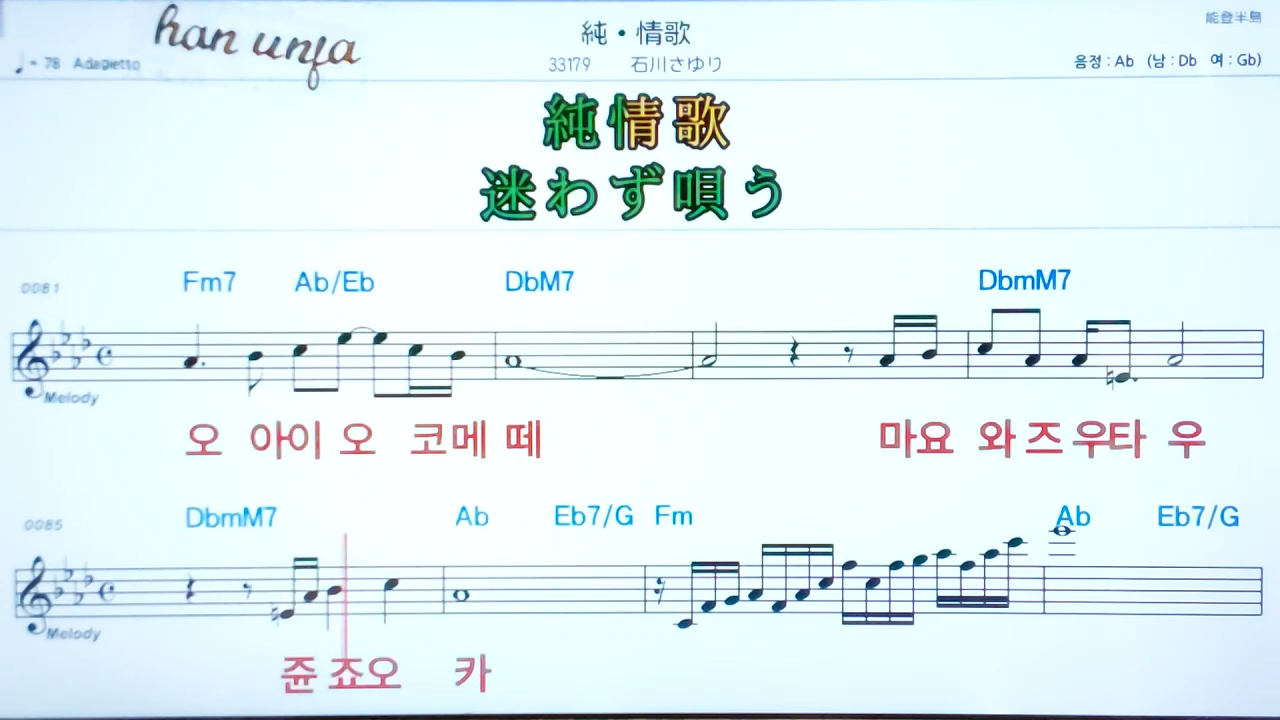 han unfa
純・情歌
能登半島
♩= 78 Adagietto
33179 石川さゆり
음정 : Ab (남 : Db 여 : Gb)
純情歌
迷わず唄う
0081 Fm7 Ab/Eb DbM7 DbmM7
Melody
오 아이 오 코메 떼 마요 와 즈 우타 우
0085 DbmM7 Ab Eb7/G Fm Ab Eb7/G
Melody
쥰 죠오 카